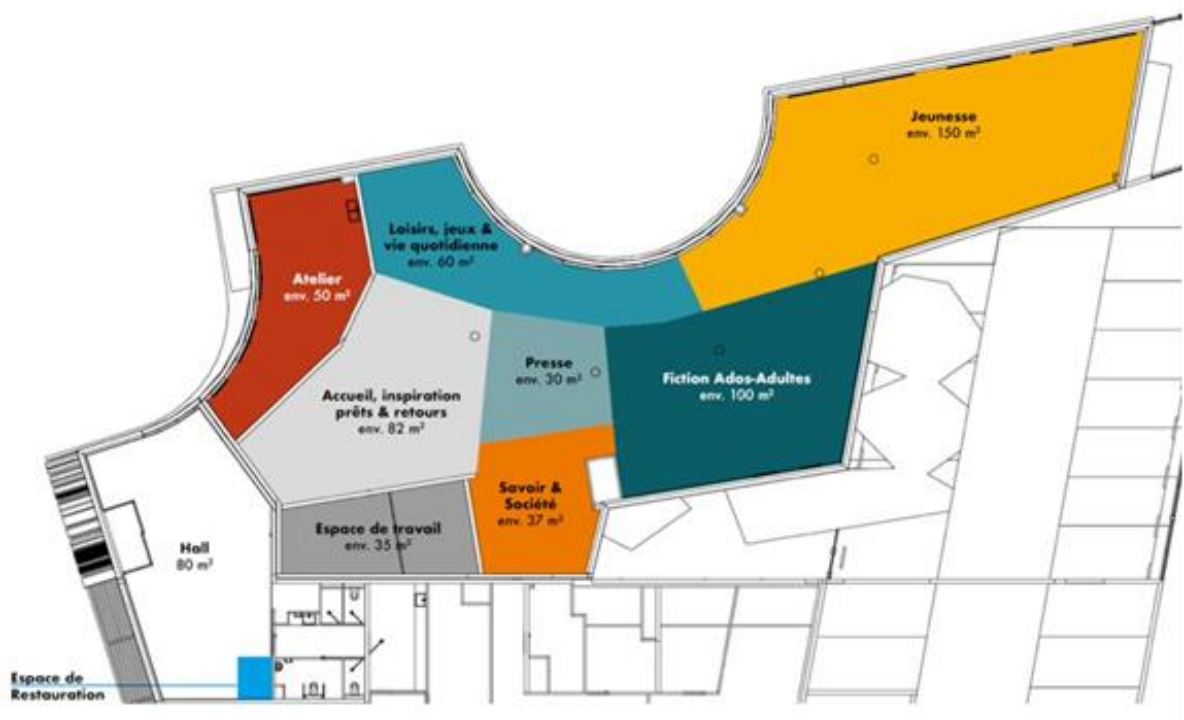 Jeunesse
env. 150 m²
Loisirs, jeux &
vie quotidienne
env. 60 m²
Atelier
env. 50 m²
Presse
env. 30 m²
Fiction Ados-Adultes
env. 100 m²
Accueil, inspiration
prêts & retours
env. 82 m²
Savoir &
Société
env. 37 m²
Espace de travail
env. 35 m²
Hall
80 m²
Espace de
Restauration